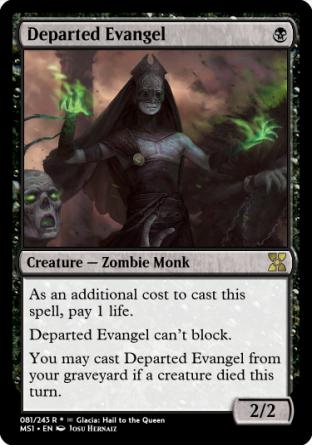 Departed Evangel
Creature — Zombie Monk
As an additional cost to cast this
spell, pay 1 life.
Departed Evangel can't block.
You may cast Departed Evangel from
your graveyard if a creature died this
turn.
2/2
081/243 R * Glacia: Hail to the Queen
MS1 • EN Josu Hernaiz